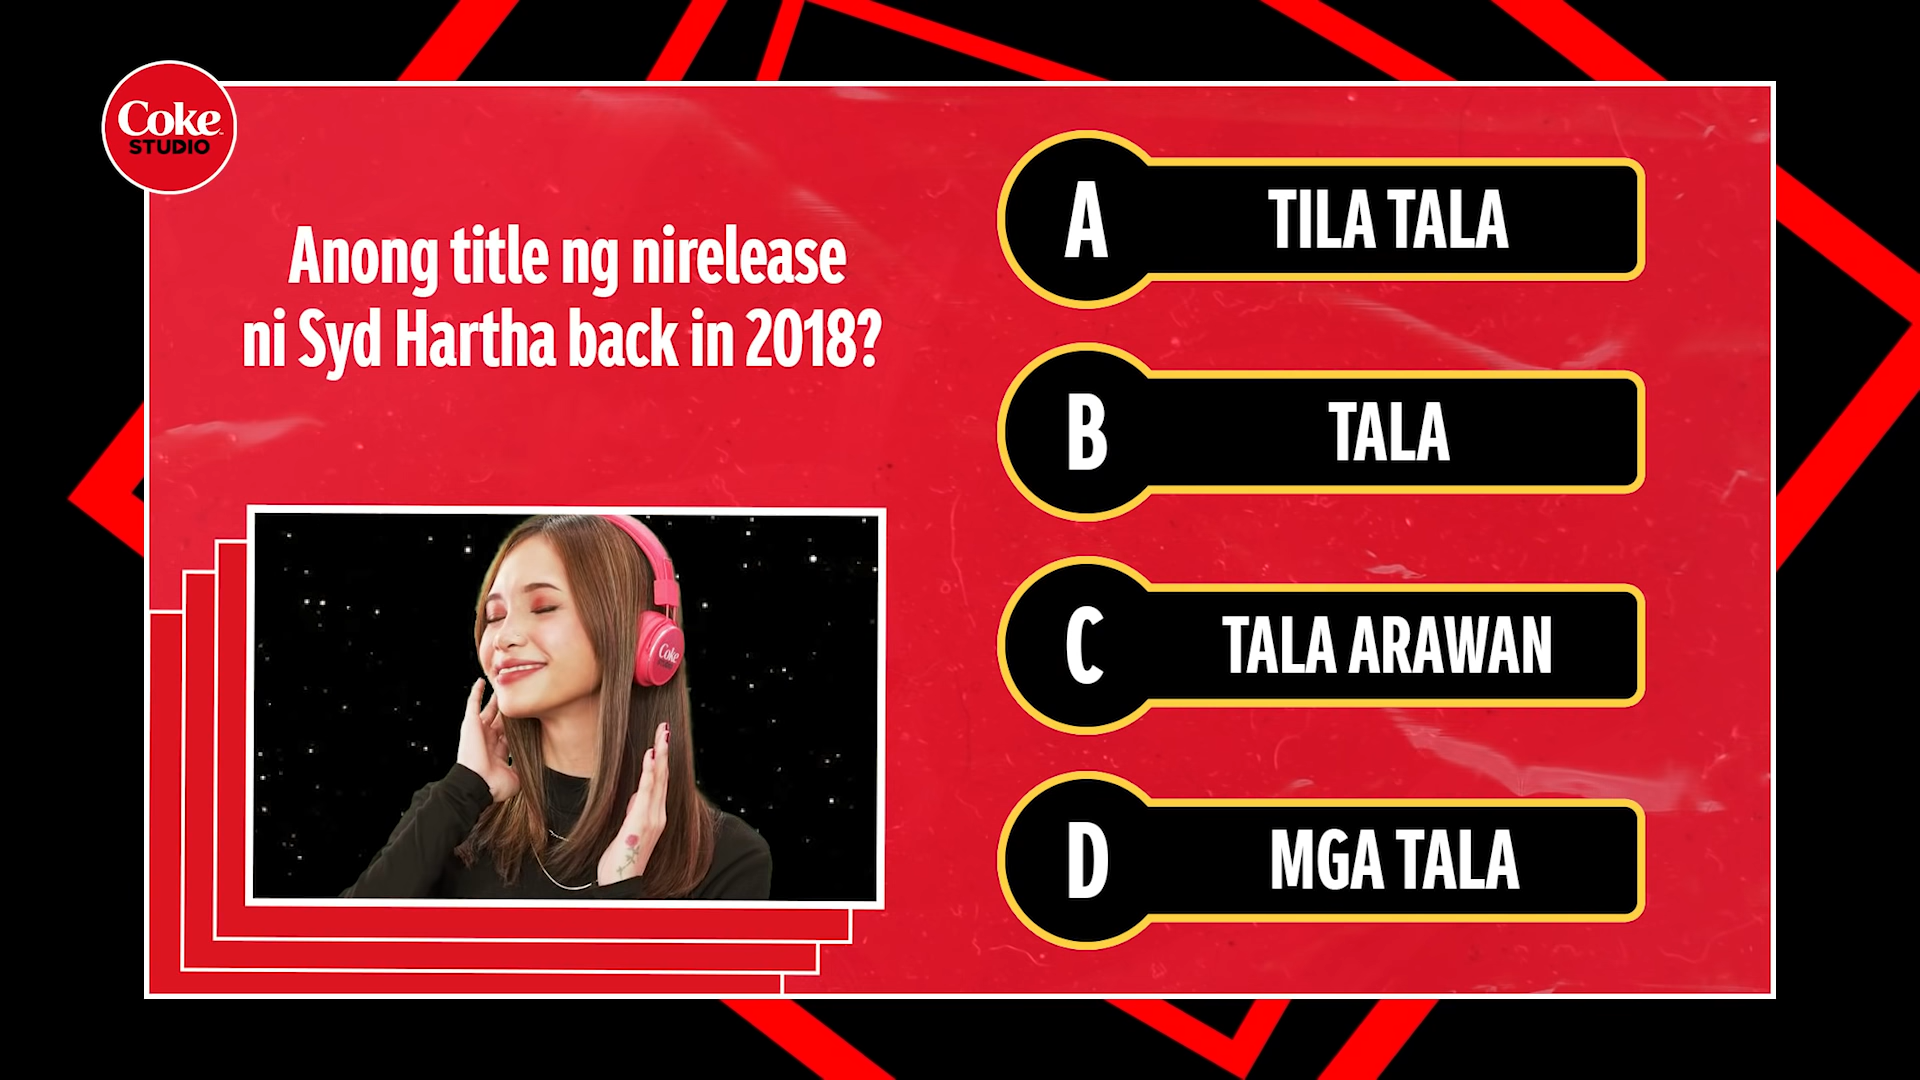 Coke
STUDIO
Anong title ng nirelease
ni Syd Hartha back in 2018?
Coke
A
TILA TALA
B
TALA
C
TALA ARAWAN
D
MGA TALA